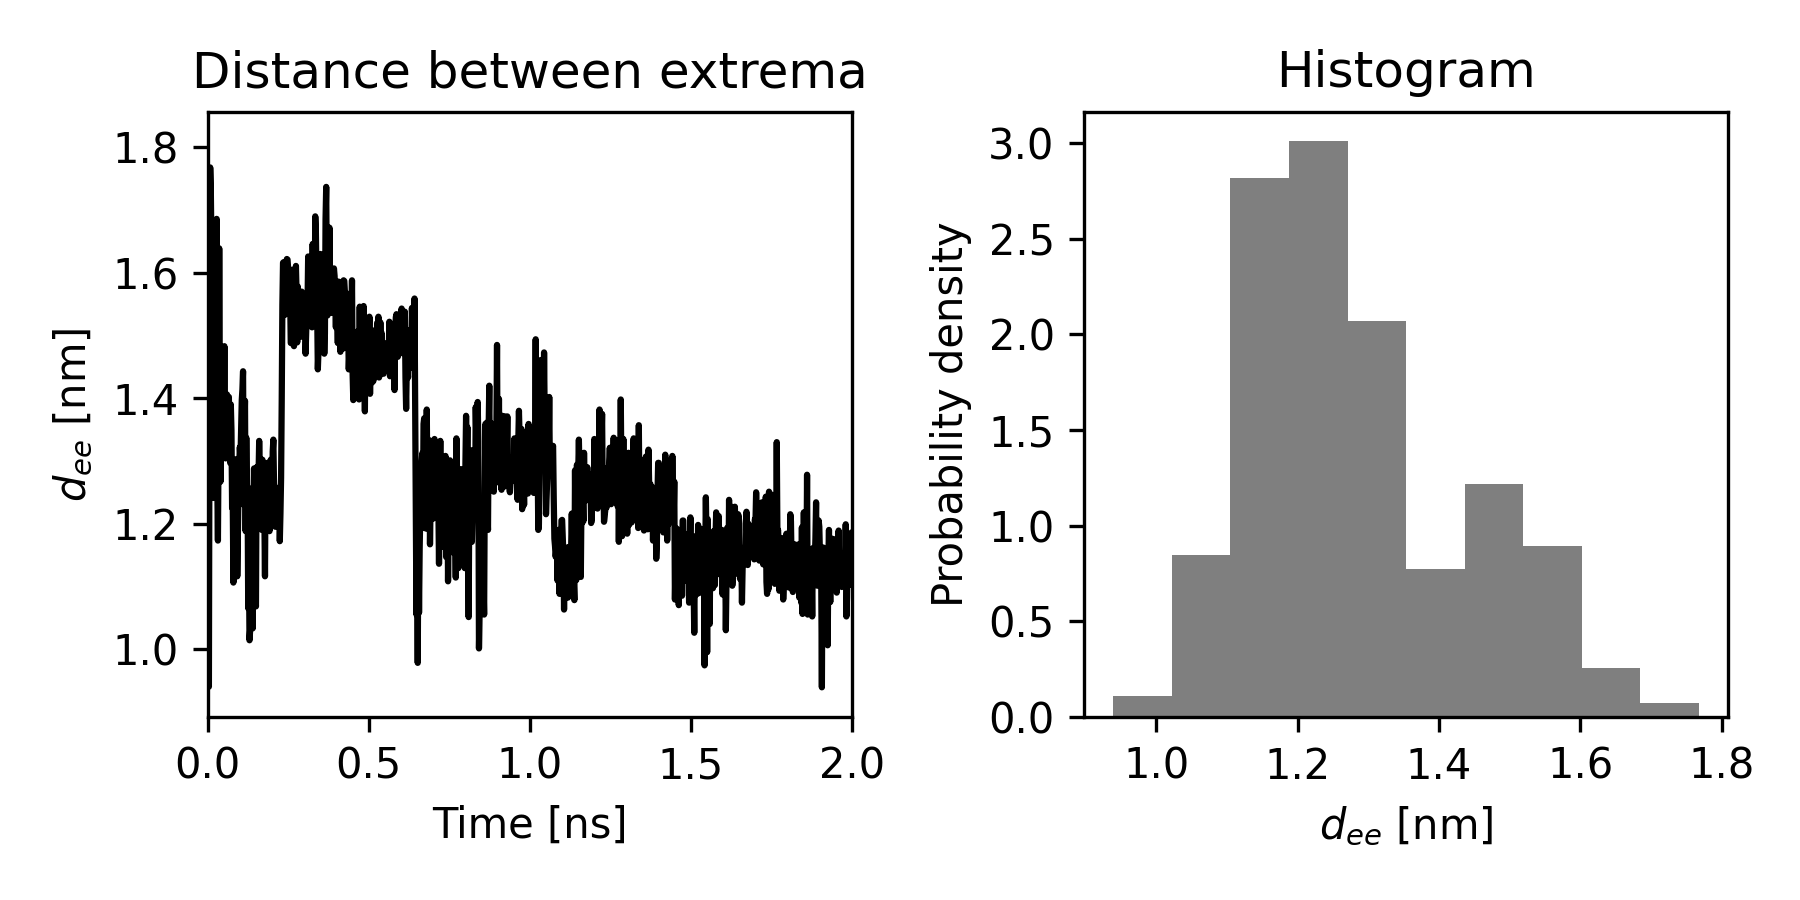 Distance between extrema
1.8
1.6
1.4
1.2
1.0
d_ee [nm]
0.0 0.5 1.0 1.5 2.0
Time [ns]
Histogram
3.0
2.5
2.0
1.5
1.0
0.5
0.0
Probability density
1.0 1.2 1.4 1.6 1.8
d_ee [nm]